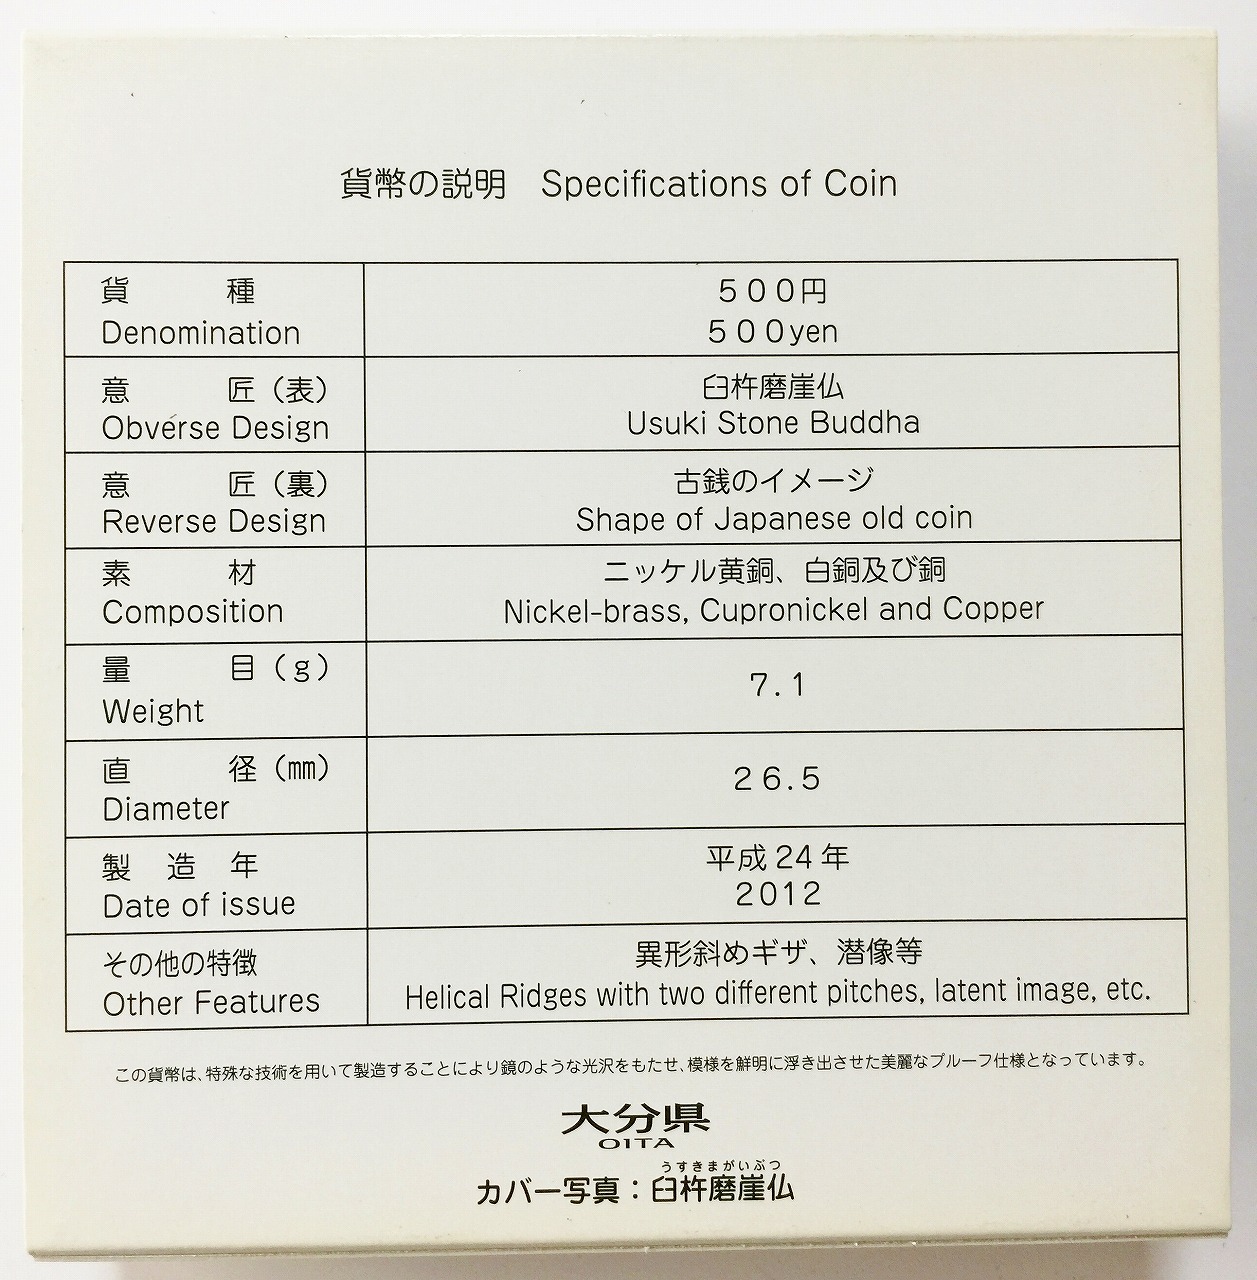 貨幣の説明　Specifications of Coin
貨　種
Denomination
５００円
５００yen
意　匠（表）
Obverse Design
臼杵磨崖仏
Usuki Stone Buddha
意　匠（裏）
Reverse Design
古銭のイメージ
Shape of Japanese old coin
素　材
Composition
ニッケル黄銅、白銅及び銅
Nickel-brass, Cupronickel and Copper
量　目（ｇ）
Weight
７.１
直　径（㎜）
Diameter
２６.５
製　造　年
Date of issue
平成24年
2012
その他の特徴
Other Features
異形斜めギザ、潜像等
Helical Ridges with two different pitches, latent image, etc.
この貨幣は、特殊な技術を用いて製造することにより鏡のような光沢をもたせ、模様を鮮明に浮き出させた美麗なプルーフ仕様となっています。
大分県
OITA
うすきまがいぶつ
カバー写真：臼杵磨崖仏